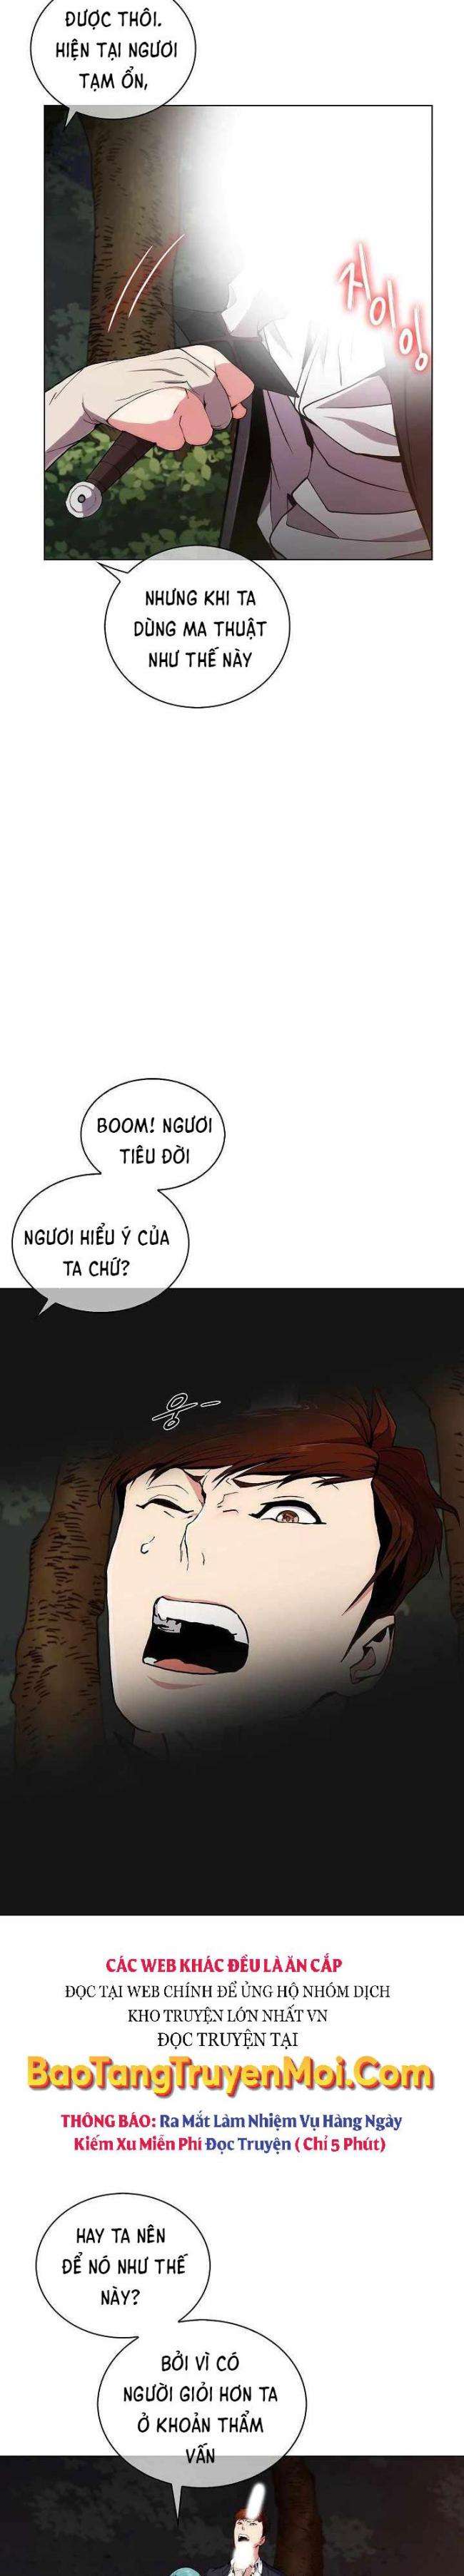 ĐƯỢC THÔI.
HIỆN TẠI NGƯƠI
TẠM ỔN,
지이잉
NHƯNG KHI TA
DÙNG MA THUẬT
NHƯ THẾ NÀY
BOOM! NGƯƠI
TIÊU ĐỜI
NGƯƠI HIỂU Ý CỦA
TA CHỨ?
웅-
CÁC WEB KHÁC ĐỀU LÀ ĂN CẮP
ĐỌC TẠI WEB CHÍNH ĐỂ ỦNG HỘ NHÓM DỊCH
KHO TRUYỆN LỚN NHẤT VN
ĐỌC TRUYỆN TẠI
BaoTangTruyenMoi.Com
THÔNG BÁO: Ra Mắt Làm Nhiệm Vụ Hàng Ngày
Kiếm Xu Miễn Phí Đọc Truyện ( Chỉ 5 Phút)
HAY TA NÊN
ĐỂ NÓ NHƯ THẾ
NÀY?
BỞI VÌ CÓ
NGƯỜI GIỎI HƠN TA
Ở KHOẢN THẨM
VẤN